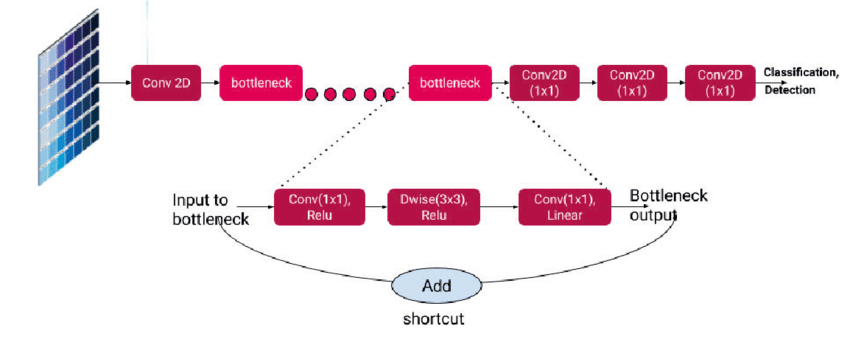 Conv 2D
bottleneck
bottleneck
Conv2D
(1x1)
Conv2D
(1x1)
Conv2D
(1x1)
Classification,
Detection
Input to
bottleneck
Conv(1x1),
Relu
Dwise(3x3),
Relu
Conv(1x1),
Linear
Bottleneck
output
Add
shortcut